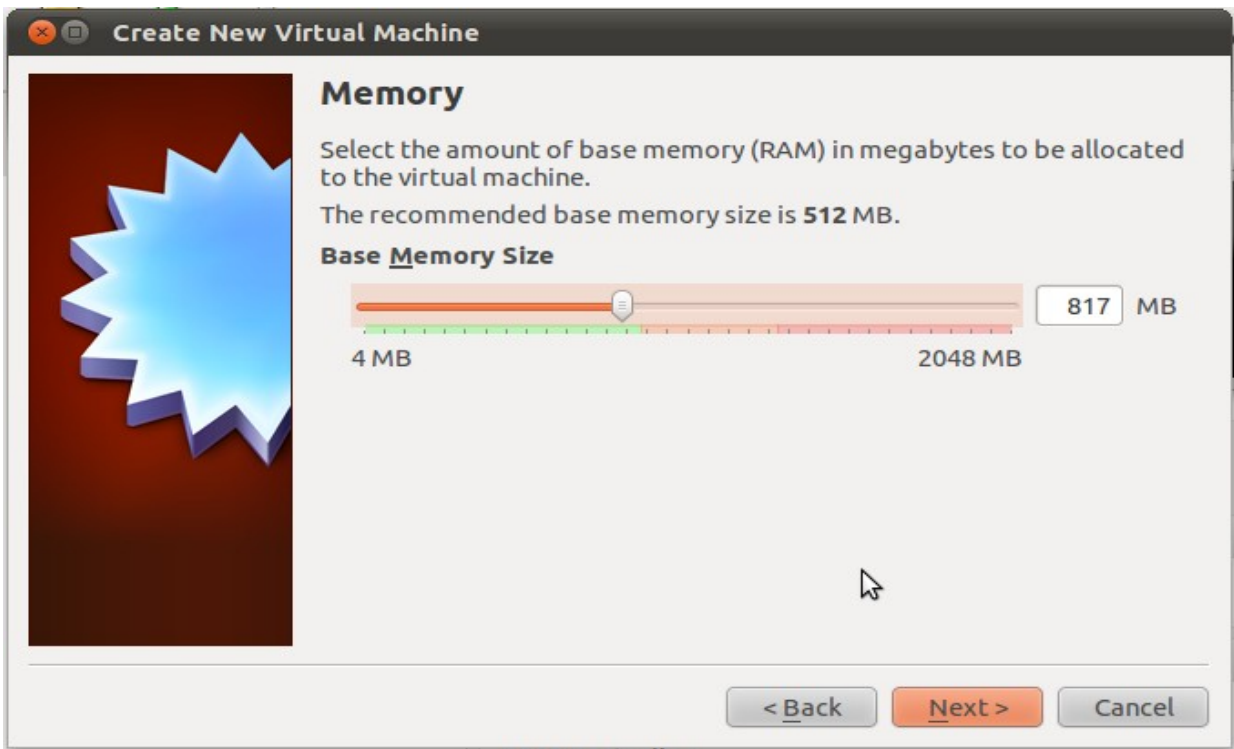 Create New Virtual Machine
Memory
Select the amount of base memory (RAM) in megabytes to be allocated
to the virtual machine.
The recommended base memory size is 512 MB.
Base Memory Size
817 MB
4 MB 2048 MB
< Back Next > Cancel